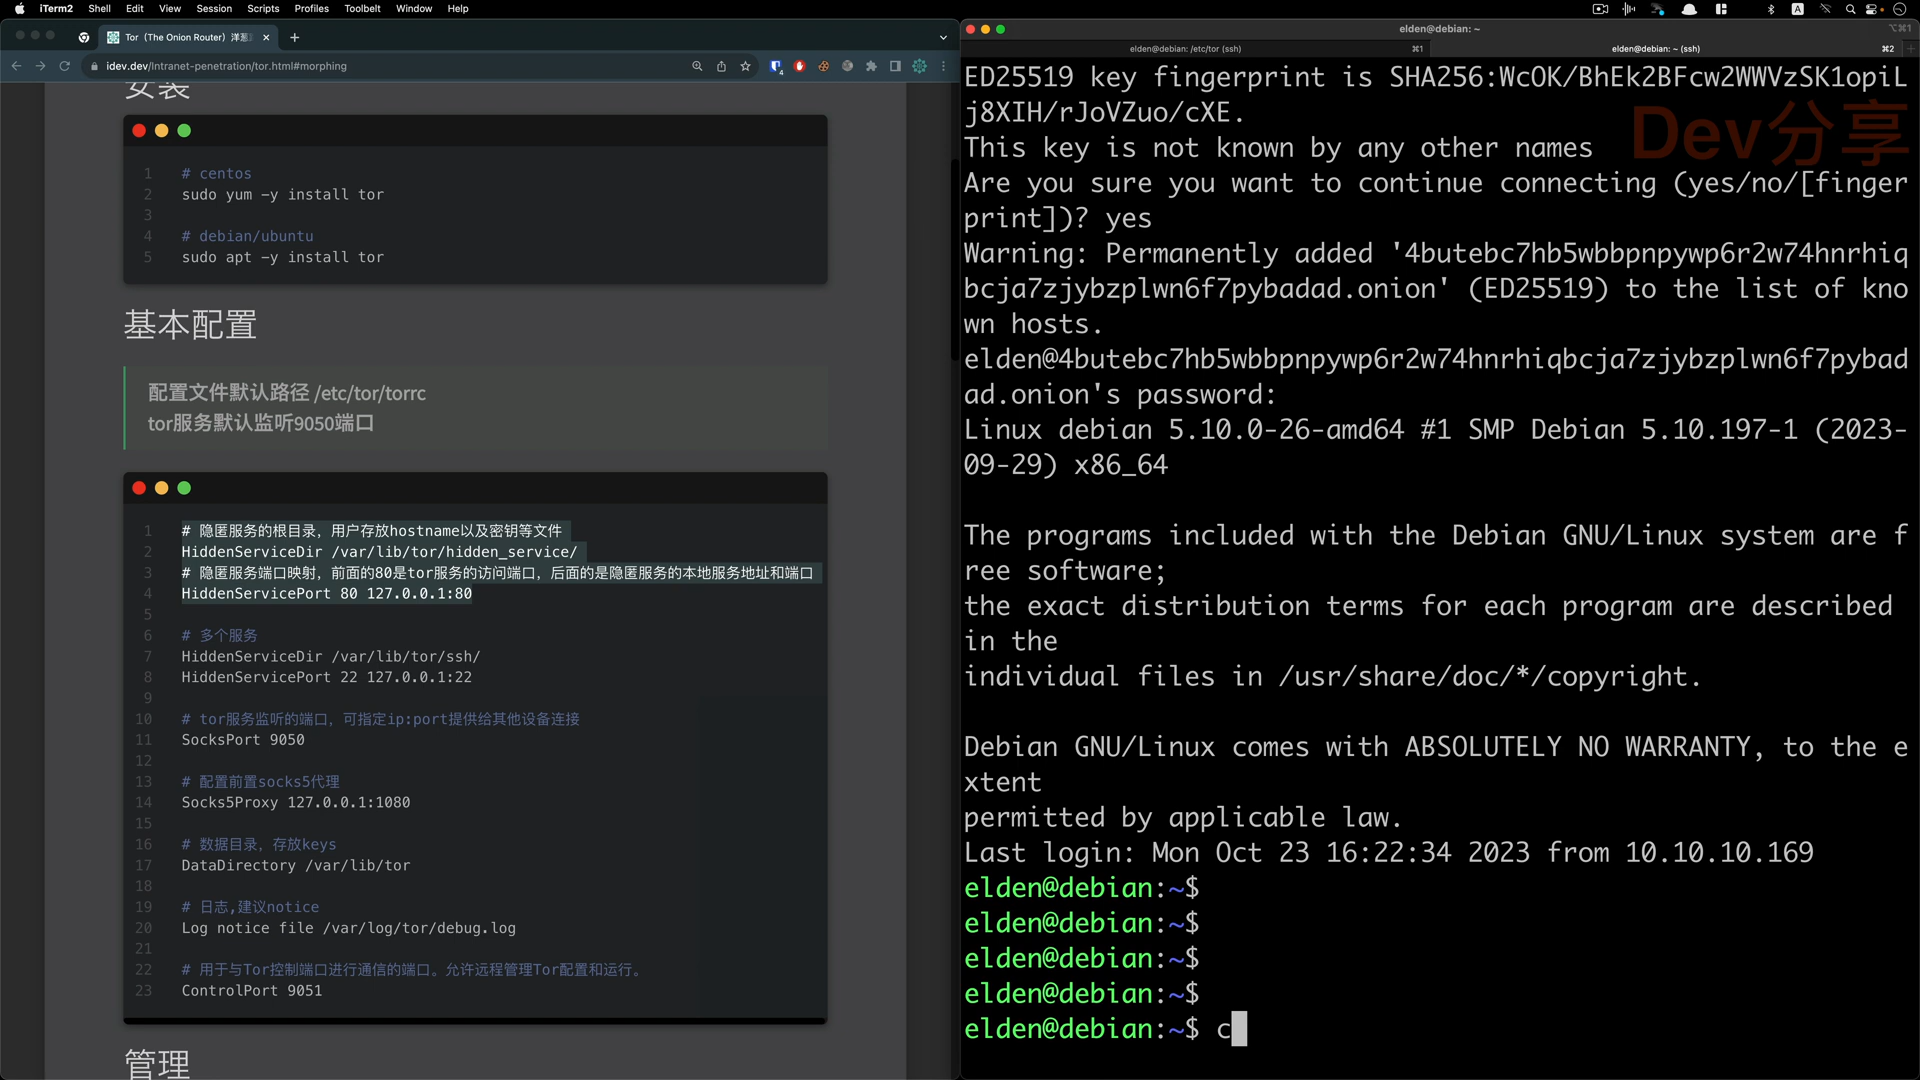 iTerm2 Shell Edit View Session Scripts Profiles Toolbelt Window Help
Tor（The Onion Router）洋葱
idev.dev/Intranet-penetration/tor.html#morphing
安装
1 # centos
2 sudo yum -y install tor
3
4 # debian/ubuntu
5 sudo apt -y install tor
基本配置
配置文件默认路径 /etc/tor/torrc
tor服务默认监听9050端口
1 # 隐匿服务的根目录，用户存放hostname以及密钥等文件
2 HiddenServiceDir /var/lib/tor/hidden_service/
3 # 隐匿服务端口映射，前面的80是tor服务的访问端口，后面的是隐匿服务的本地服务地址和端口
4 HiddenServicePort 80 127.0.0.1:80
5
6 # 多个服务
7 HiddenServiceDir /var/lib/tor/ssh/
8 HiddenServicePort 22 127.0.0.1:22
9
10 # tor服务监听的端口，可指定ip:port提供给其他设备连接
11 SocksPort 9050
12
13 # 配置前置socks5代理
14 Socks5Proxy 127.0.0.1:1080
15
16 # 数据目录，存放keys
17 DataDirectory /var/lib/tor
18
19 # 日志,建议notice
20 Log notice file /var/log/tor/debug.log
21
22 # 用于与Tor控制端口进行通信的端口。允许远程管理Tor配置和运行。
23 ControlPort 9051
管理
elden@debian: ~
⌥⌘1
elden@debian: /etc/tor (ssh) ⌘1
elden@debian: ~ (ssh) ⌘2
Dev分享
ED25519 key fingerprint is SHA256:WcOK/BhEk2BFcw2WWVzSK1opiL
j8XIH/rJoVZuo/cXE.
This key is not known by any other names
Are you sure you want to continue connecting (yes/no/[finger
print])? yes
Warning: Permanently added '4butebc7hb5wbbpnpywp6r2w74hnrhiq
bcja7zjybzplwn6f7pybadad.onion' (ED25519) to the list of kno
wn hosts.
elden@4butebc7hb5wbbpnpywp6r2w74hnrhiqbcja7zjybzplwn6f7pybad
ad.onion's password:
Linux debian 5.10.0-26-amd64 #1 SMP Debian 5.10.197-1 (2023-
09-29) x86_64
The programs included with the Debian GNU/Linux system are f
ree software;
the exact distribution terms for each program are described
in the
individual files in /usr/share/doc/*/copyright.
Debian GNU/Linux comes with ABSOLUTELY NO WARRANTY, to the e
xtent
permitted by applicable law.
Last login: Mon Oct 23 16:22:34 2023 from 10.10.10.169
elden@debian:~$
elden@debian:~$
elden@debian:~$
elden@debian:~$
elden@debian:~$ c